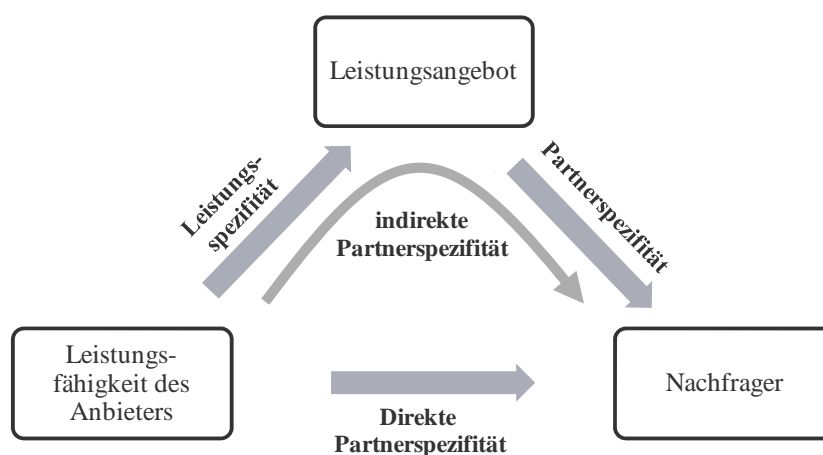 Leistungsangebot
Leistungs-
spezifität
Partnerspezifität
indirekte
Partnerspezifität
Leistungs-
fähigkeit des
Anbieters
Nachfrager
Direkte
Partnerspezifität